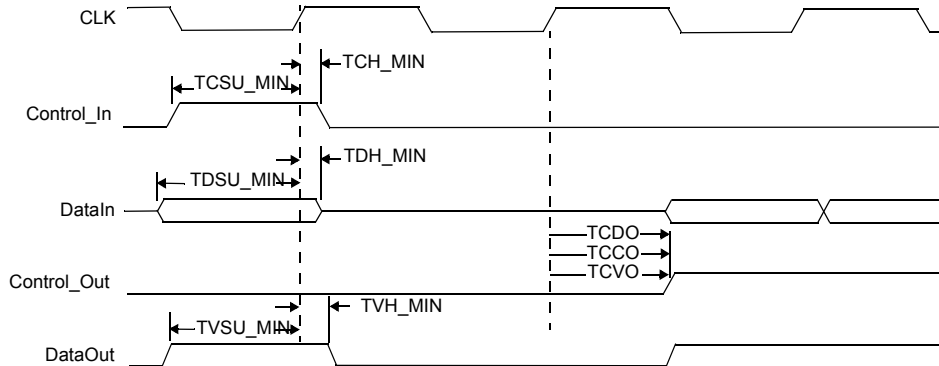 CLK
TCH_MIN
TCSU_MIN
Control_In
TDH_MIN
TDSU_MIN
DataIn
TCDO
TCCO
TCVO
Control_Out
TVH_MIN
TVSU_MIN
DataOut